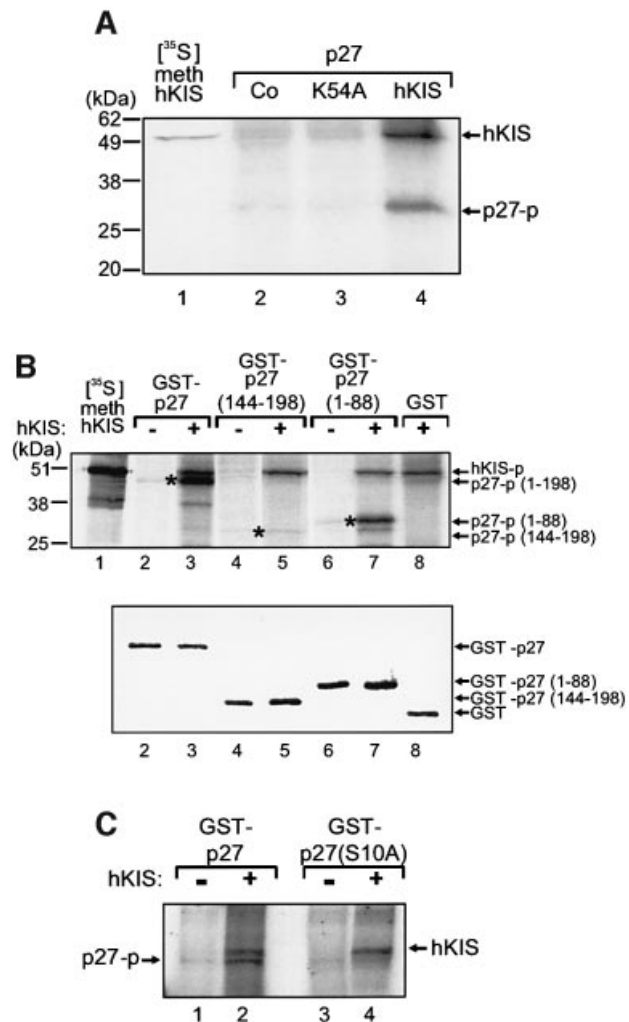 A
[³⁵S]
meth
hKIS
p27
(kDa)
Co K54A hKIS
62
49
38
25
20
hKIS
p27-p
1 2 3 4
B
[³⁵S]
meth
hKIS
GST-
p27
GST-
p27
(144-198)
GST-
p27
(1-88)
GST
hKIS: - + - + - + +
(kDa)
51
38
25
* * *
hKIS-p
p27-p (1-198)
p27-p (1-88)
p27-p (144-198)
1 2 3 4 5 6 7 8
GST -p27
GST -p27 (1-88)
GST -p27 (144-198)
GST
2 3 4 5 6 7 8
C
GST-
p27
GST-
p27(S10A)
hKIS: - + - +
p27-p
hKIS
1 2 3 4